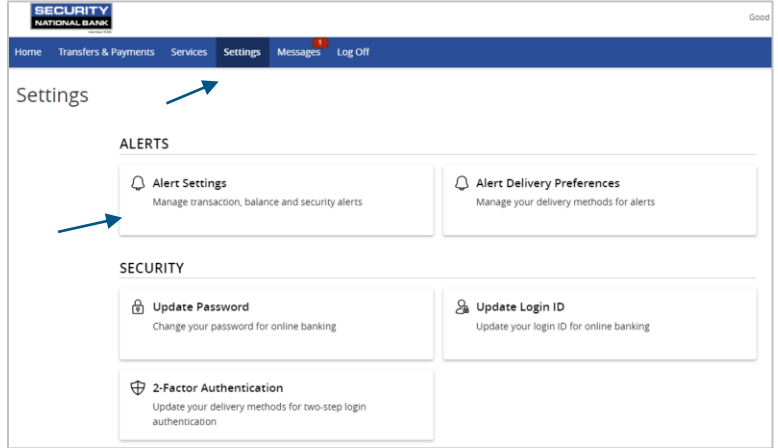 SECURITY
NATIONAL BANK
Good
Home Transfers & Payments Services Settings Messages 1 Log Off
Settings
ALERTS
Alert Settings
Manage transaction, balance and security alerts
Alert Delivery Preferences
Manage your delivery methods for alerts
SECURITY
Update Password
Change your password for online banking
Update Login ID
Update your login ID for online banking
2-Factor Authentication
Update your delivery methods for two-step login
authentication